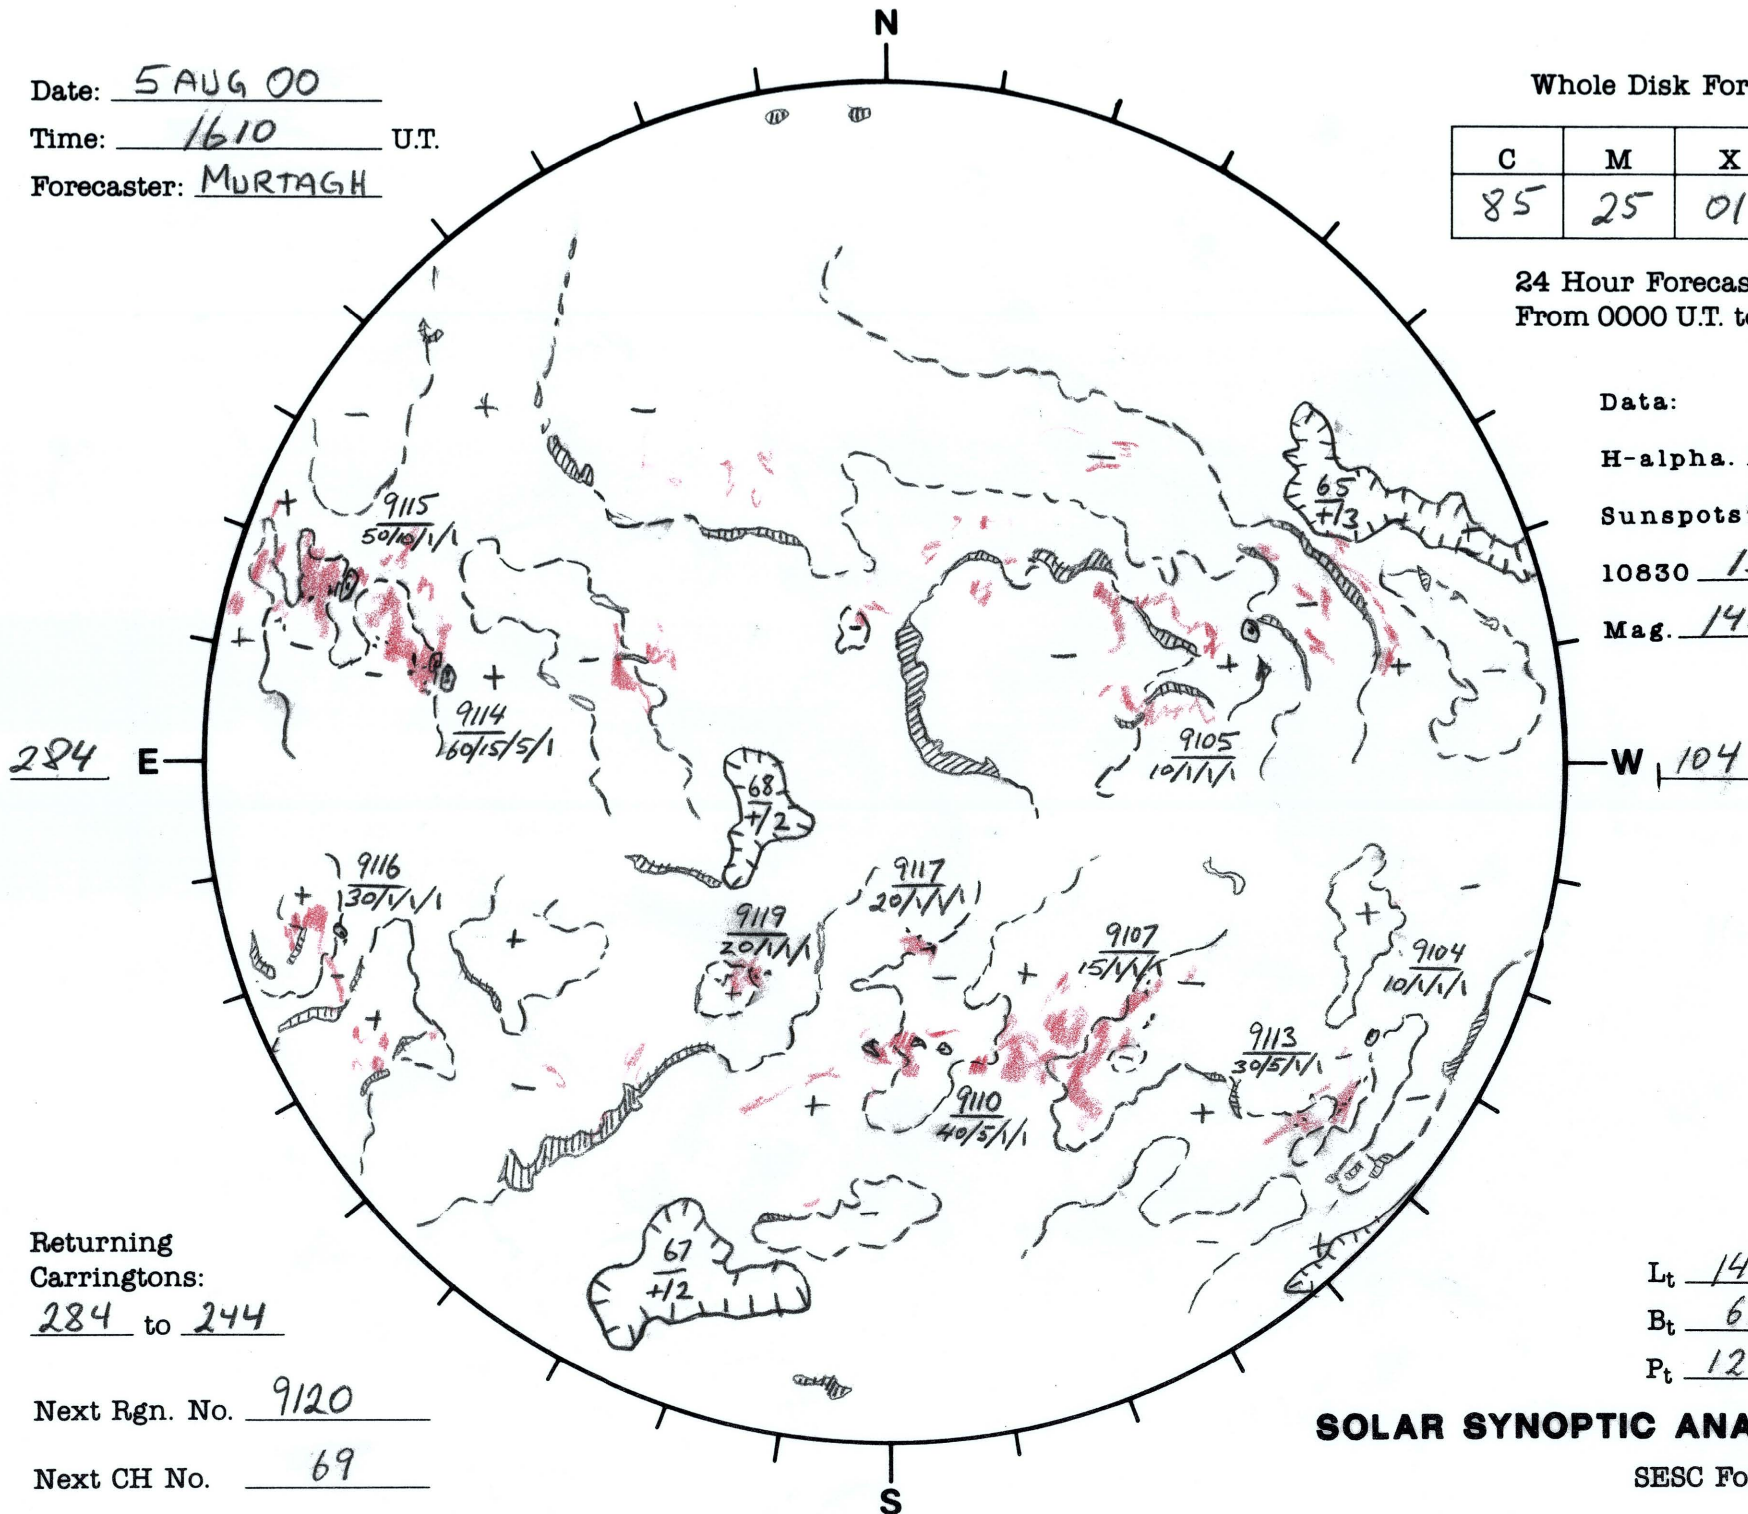 N
Date: 5 AUG 00
Time: 1610 U.T.
Forecaster: MURTAGH
Whole Disk For
C M X
85 25 01
24 Hour Forecas
From 0000 U.T. to
Data:
H-alpha.
Sunspots
10830
Mag. 14
65
+/3
9115
50/10/1/1
9114
60/15/5/1
9105
10/1/1/1
284 E
W 104
68
+/2
9116
30/1/1/1
9117
20/1/1/1
9119
20/1/1/1
9107
15/1/1/1
9104
10/1/1/1
9113
30/5/1/1
9110
40/5/1/1
67
+/2
Returning
Carringtons:
284 to 244
Next Rgn. No. 9120
Next CH No. 69
Lt 14
Bt 6
Pt 12
SOLAR SYNOPTIC ANA
SESC Fo
S